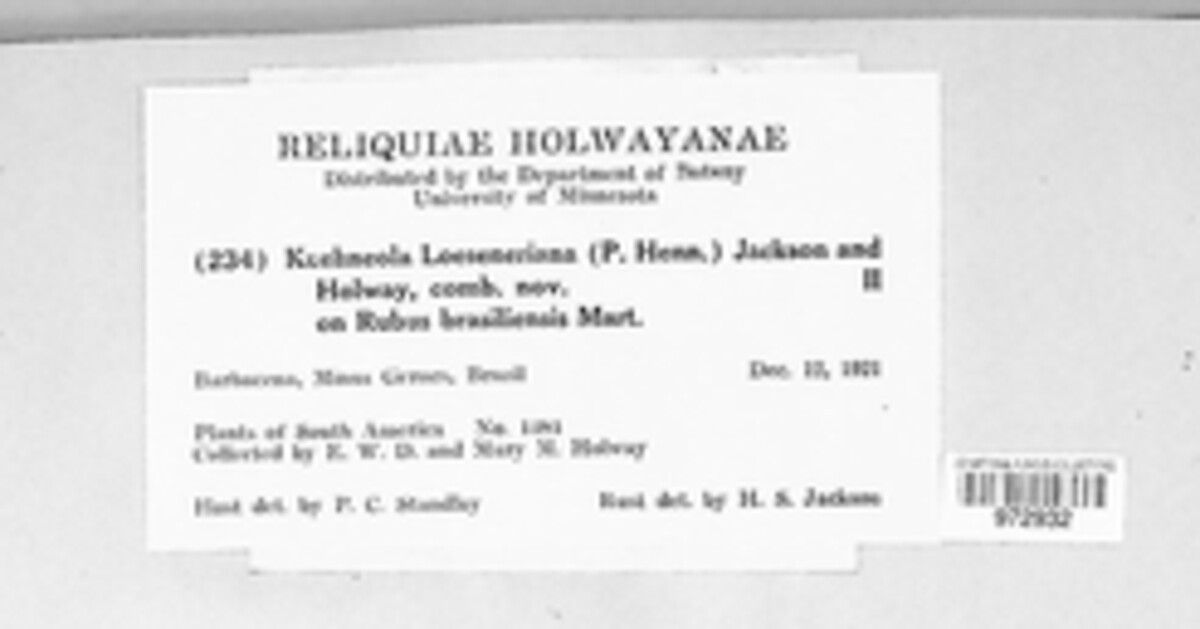 RELIQUIAE HOLWAYANAE
Distributed by the Department of Botany
University of Minnesota
(234) Kuehneola Loeseneriana (P. Henn.) Jackson and
Holway, comb. nov. II
on Rubus brasiliensis Mart.
Barbacena, Minas Geraes, Brazil Dec. 1921
Plants of South America No.
Collected by E. W. D. and Mary M. Holway
Host det. by P. C. Standley Rust det. by H. S. Jackson
972932